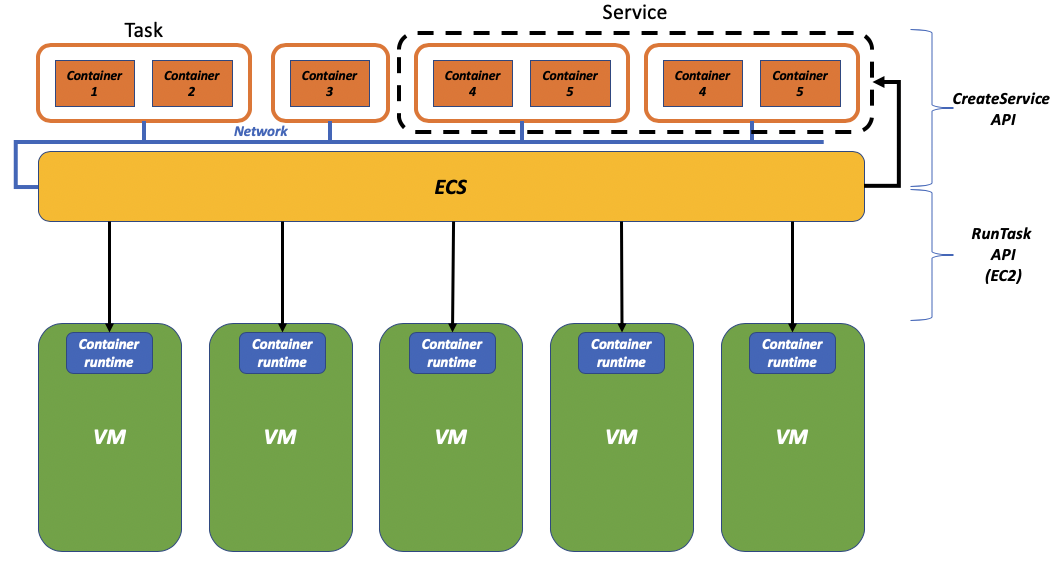 Service
Task
Container
1
Container
2
Container
3
Container
4
Container
5
Container
4
Container
5
CreateService
API
Network
ECS
RunTask
API
(EC2)
Container
runtime
Container
runtime
Container
runtime
Container
runtime
Container
runtime
VM
VM
VM
VM
VM